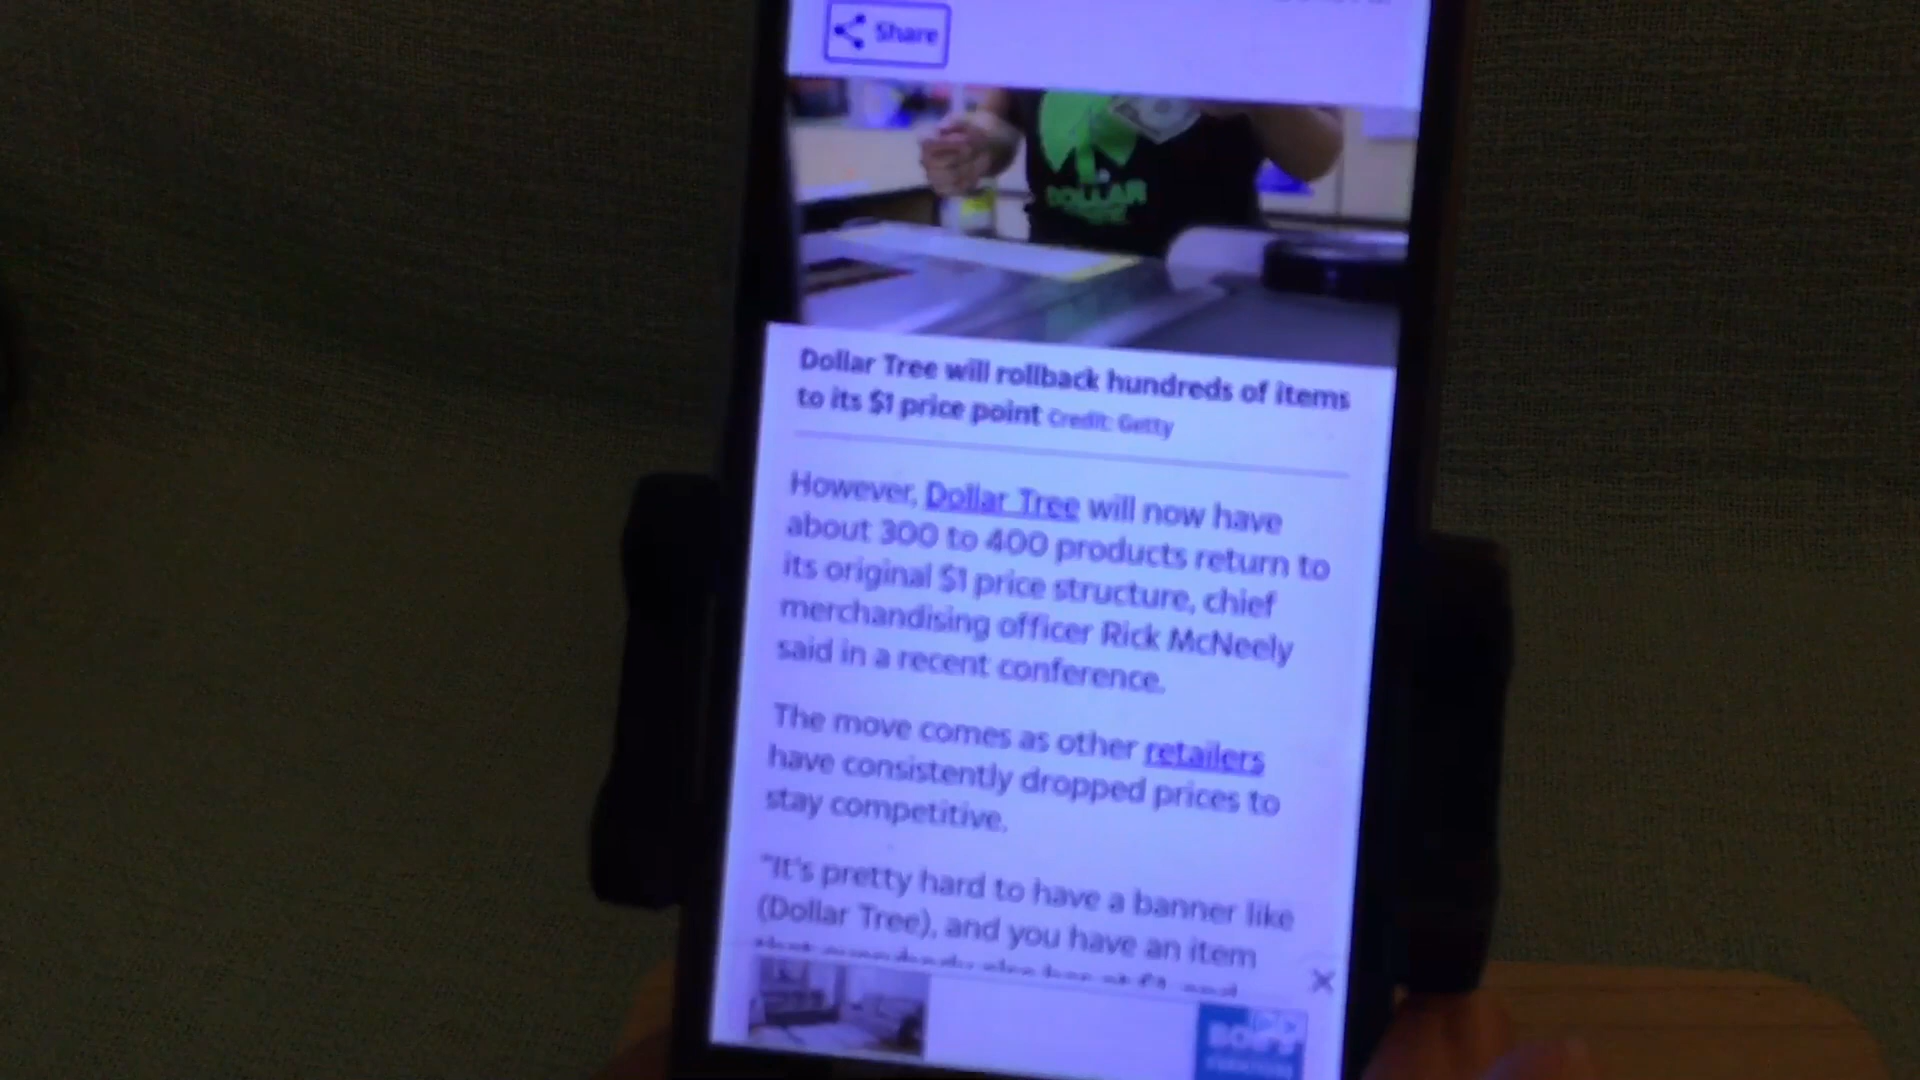 Share
DOLLAR
Dollar Tree will rollback hundreds of items
to its $1 price point Credit: Getty
However, Dollar Tree will now have
about 300 to 400 products return to
its original $1 price structure, chief
merchandising officer Rick McNeely
said in a recent conference.
The move comes as other retailers
have consistently dropped prices to
stay competitive.
"It's pretty hard to have a banner like
(Dollar Tree), and you have an item